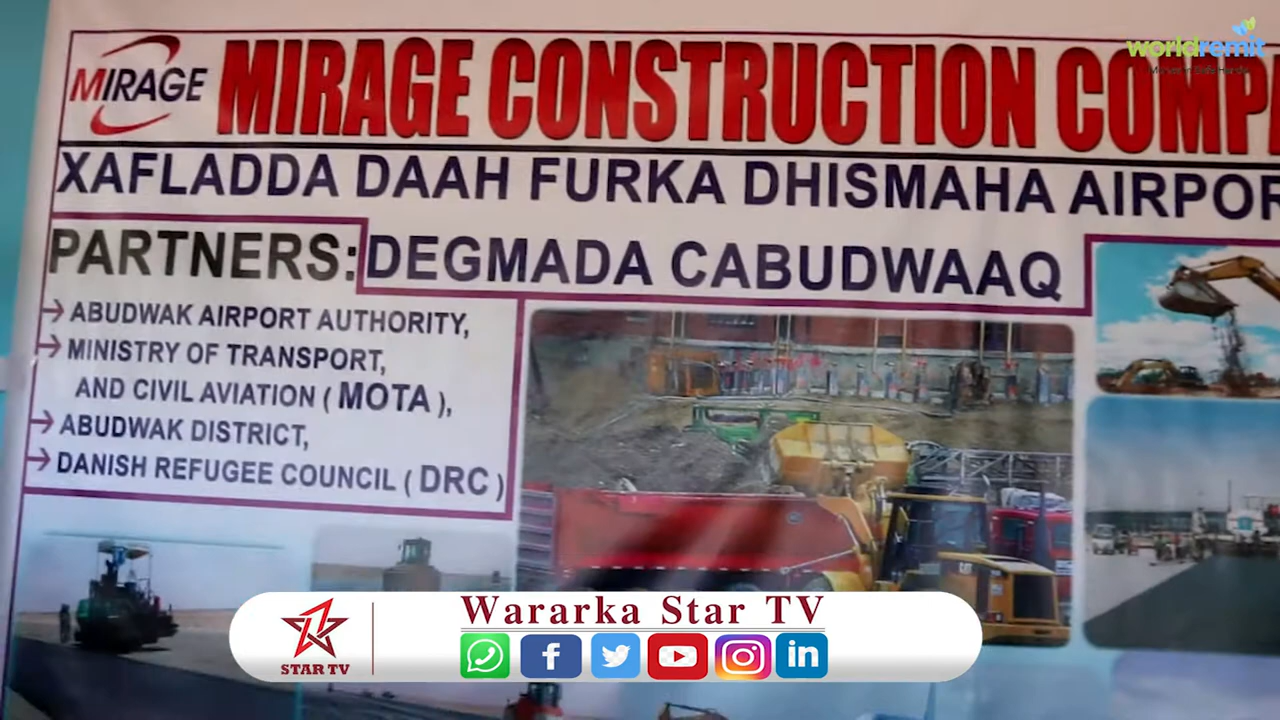 worldremit
MIRAGE
MIRAGE CONSTRUCTION COMP
XAFLADDA DAAH FURKA DHISMAHA AIRPOR
PARTNERS:
DEGMADA CABUDWAAQ
→ ABUDWAK AIRPORT AUTHORITY,
→ MINISTRY OF TRANSPORT,
AND CIVIL AVIATION ( MOTA ),
→ ABUDWAK DISTRICT,
→ DANISH REFUGEE COUNCIL ( DRC )
CAT
Wararka Star TV
STAR TV